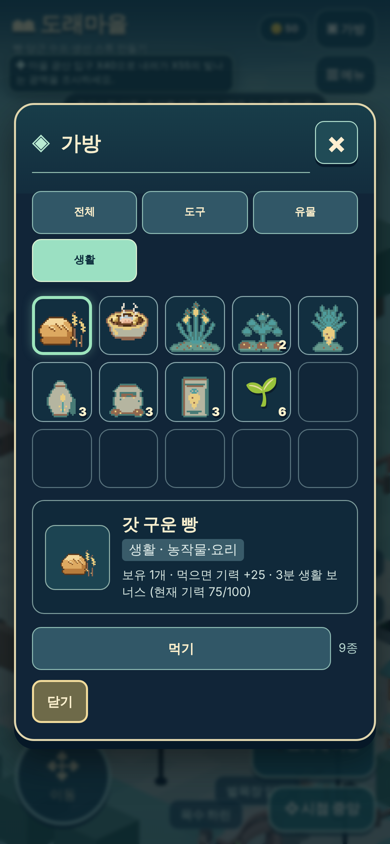 도래마을
가방
가방
전체
도구
유물
생활
2
3
3
3
6
갓 구운 빵
생활 · 농작물·요리
보유 1개 · 먹으면 기력 +25 · 3분 생활 보
너스 (현재 기력 75/100)
먹기
9종
닫기